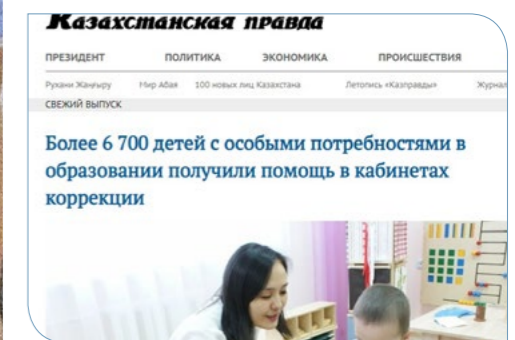 Казахстанская правда
ПРЕЗИДЕНТ ПОЛИТИКА ЭКОНОМИКА ПРОИСШЕСТВИЯ
Рухани Жаңғыру Мир Абая 100 новых лиц Казахстана Летопись «Казправды» Журнал
СВЕЖИЙ ВЫПУСК
Более 6 700 детей с особыми потребностями в
образовании получили помощь в кабинетах
коррекции